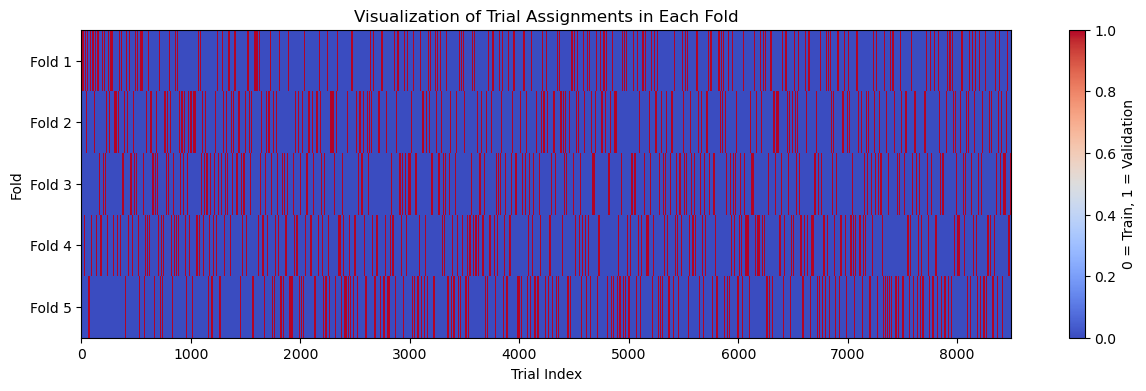 Visualization of Trial Assignments in Each Fold
Fold 1
Fold 2
Fold 3
Fold 4
Fold 5
Fold
0 1000 2000 3000 4000 5000 6000 7000 8000
Trial Index
1.0
0.8
0.6
0.4
0.2
0.0
0 = Train, 1 = Validation